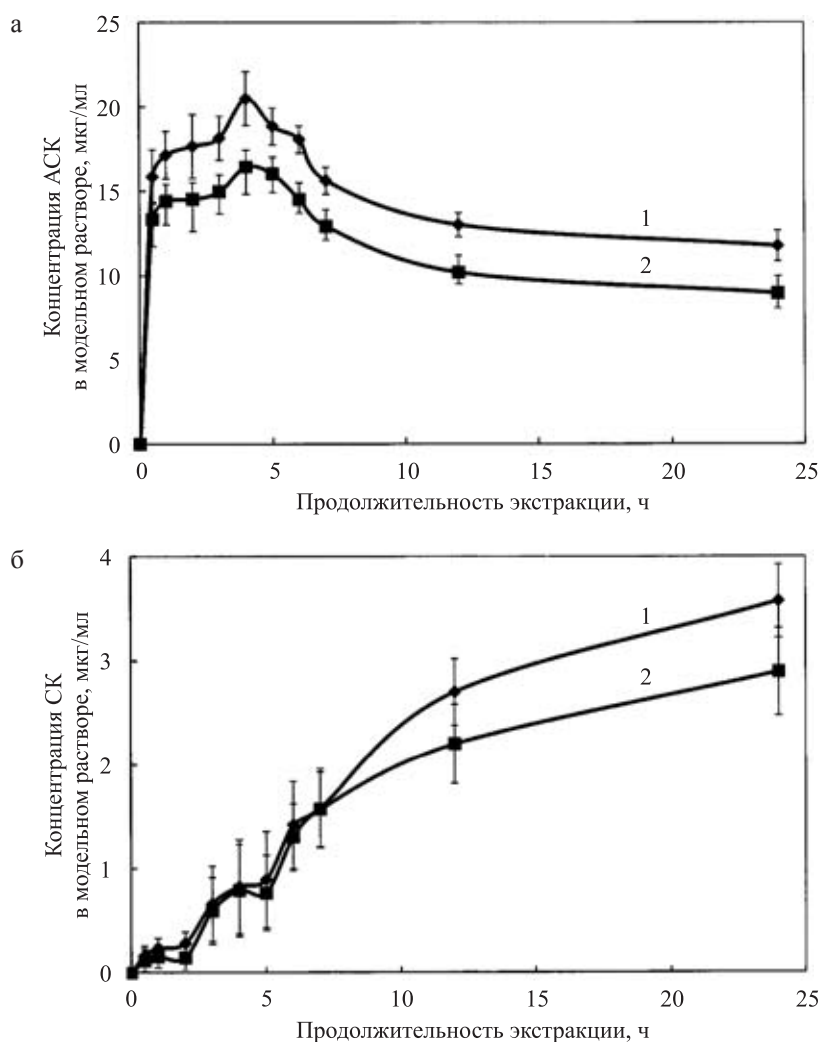 а
Концентрация АСК
в модельном растворе, мкг/мл
25
20
15
10
5
0
1
2
0 5 10 15 20 25
Продолжительность экстракции, ч
б
Концентрация СК
в модельном растворе, мкг/мл
4
3
2
1
0
1
2
0 5 10 15 20 25
Продолжительность экстракции, ч